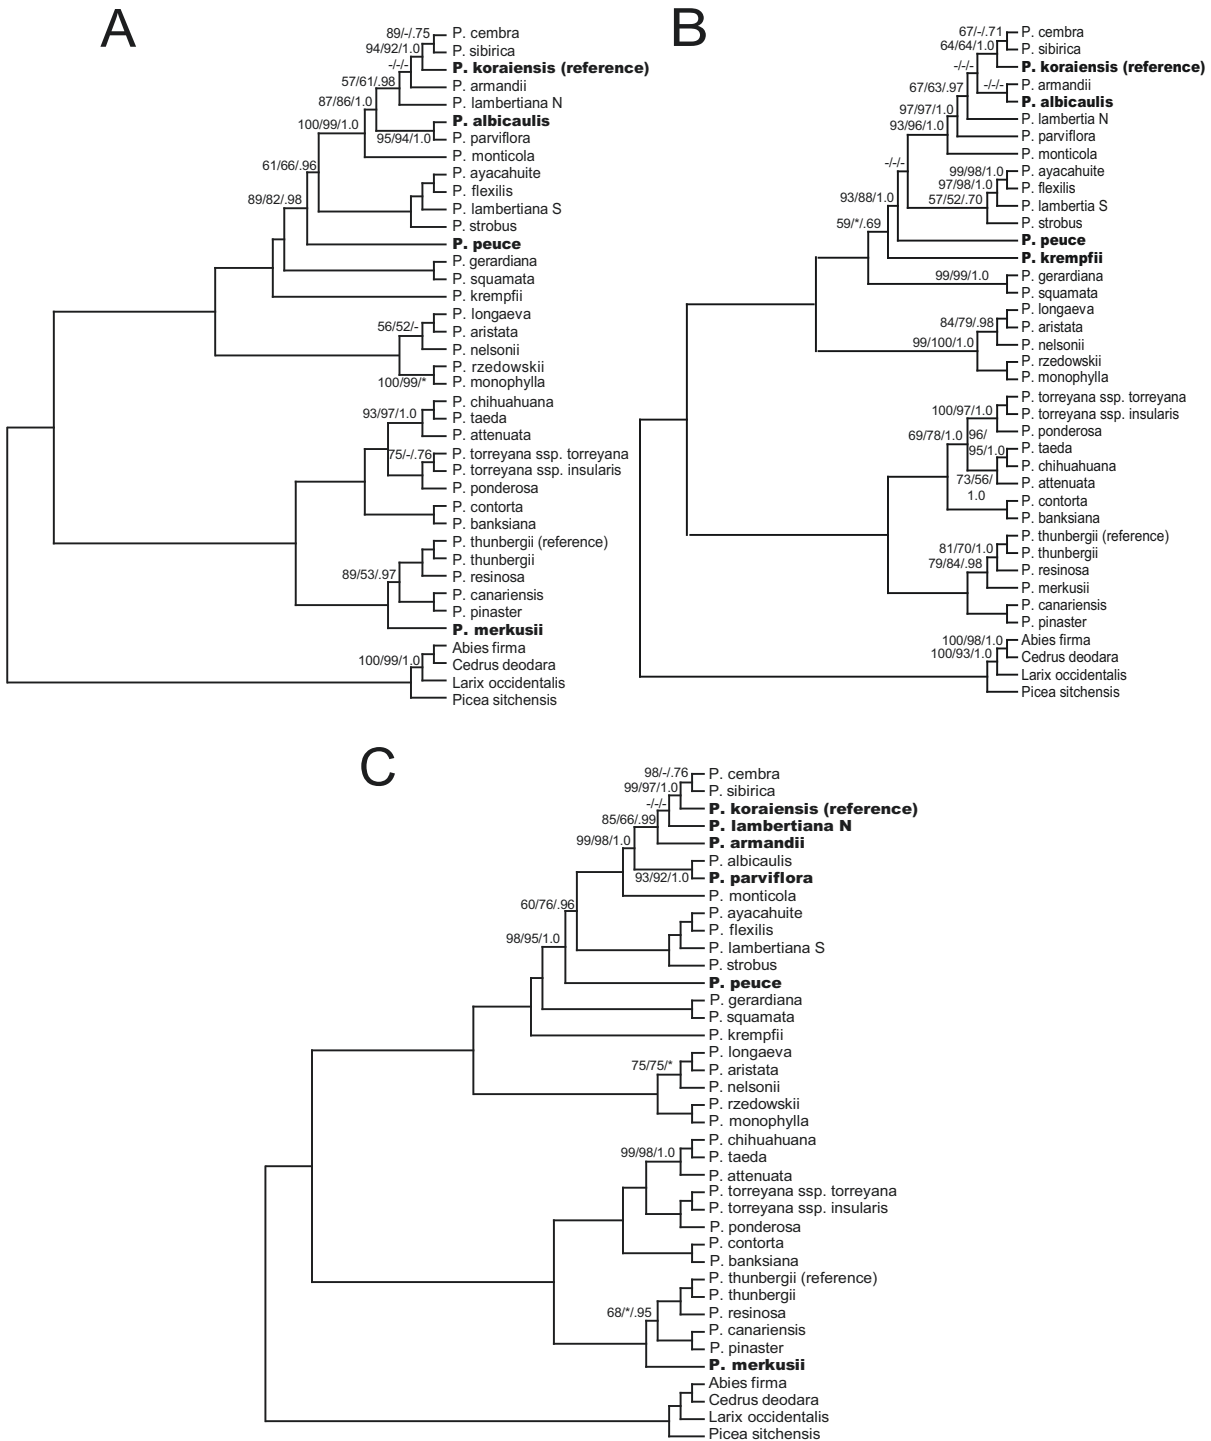 A
89/-/.75
P. cembra
94/92/1.0
P. sibirica
-/-/-
P. koraiensis (reference)
57/61/.98
P. armandii
87/86/1.0
P. lambertiana N
100/99/1.0
P. albicaulis
95/94/1.0
P. parviflora
P. monticola
61/66/.96
P. ayacahuite
P. flexilis
89/82/.98
P. lambertiana S
P. strobus
P. peuce
P. gerardiana
P. squamata
P. krempfii
P. longaeva
56/52/-
P. aristata
P. nelsonii
P. rzedowskii
100/99/*
P. monophylla
P. chihuahuana
93/97/1.0
P. taeda
P. attenuata
75/-/.76
P. torreyana ssp. torreyana
P. torreyana ssp. insularis
P. ponderosa
P. contorta
P. banksiana
P. thunbergii (reference)
P. thunbergii
89/53/.97
P. resinosa
P. canariensis
P. pinaster
P. merkusii
Abies firma
100/99/1.0
Cedrus deodara
Larix occidentalis
Picea sitchensis
B
67/-/.71
P. cembra
64/64/1.0
P. sibirica
-/-/-
P. koraiensis (reference)
67/63/.97
-/-/-
P. armandii
P. albicaulis
97/97/1.0
P. lambertia N
93/96/1.0
P. parviflora
P. monticola
-/-/-
99/98/1.0
P. ayacahuite
97/98/1.0
P. flexilis
93/88/1.0
57/52/.70
P. lambertia S
59/*/.69
P. strobus
P. peuce
P. krempfii
99/99/1.0
P. gerardiana
P. squamata
P. longaeva
84/79/.98
P. aristata
99/100/1.0
P. nelsonii
P. rzedowskii
P. monophylla
P. torreyana ssp. torreyana
100/97/1.0
P. torreyana ssp. insularis
P. ponderosa
69/78/1.0
96/
95/1.0
P. taeda
P. chihuahuana
73/56/
1.0
P. attenuata
P. contorta
P. banksiana
P. thunbergii (reference)
81/70/1.0
P. thunbergii
79/84/.98
P. resinosa
P. merkusii
P. canariensis
P. pinaster
100/98/1.0
Abies firma
100/93/1.0
Cedrus deodara
Larix occidentalis
Picea sitchensis
C
98/-/.76
P. cembra
99/97/1.0
P. sibirica
-/-/-
P. koraiensis (reference)
85/66/.99
P. lambertiana N
99/98/1.0
P. armandii
P. albicaulis
93/92/1.0
P. parviflora
P. monticola
60/76/.96
P. ayacahuite
P. flexilis
98/95/1.0
P. lambertiana S
P. strobus
P. peuce
P. gerardiana
P. squamata
P. krempfii
P. longaeva
75/75/*
P. aristata
P. nelsonii
P. rzedowskii
P. monophylla
P. chihuahuana
99/98/1.0
P. taeda
P. attenuata
P. torreyana ssp. torreyana
P. torreyana ssp. insularis
P. ponderosa
P. contorta
P. banksiana
P. thunbergii (reference)
P. thunbergii
68/*/.95
P. resinosa
P. canariensis
P. pinaster
P. merkusii
Abies firma
Cedrus deodara
Larix occidentalis
Picea sitchensis